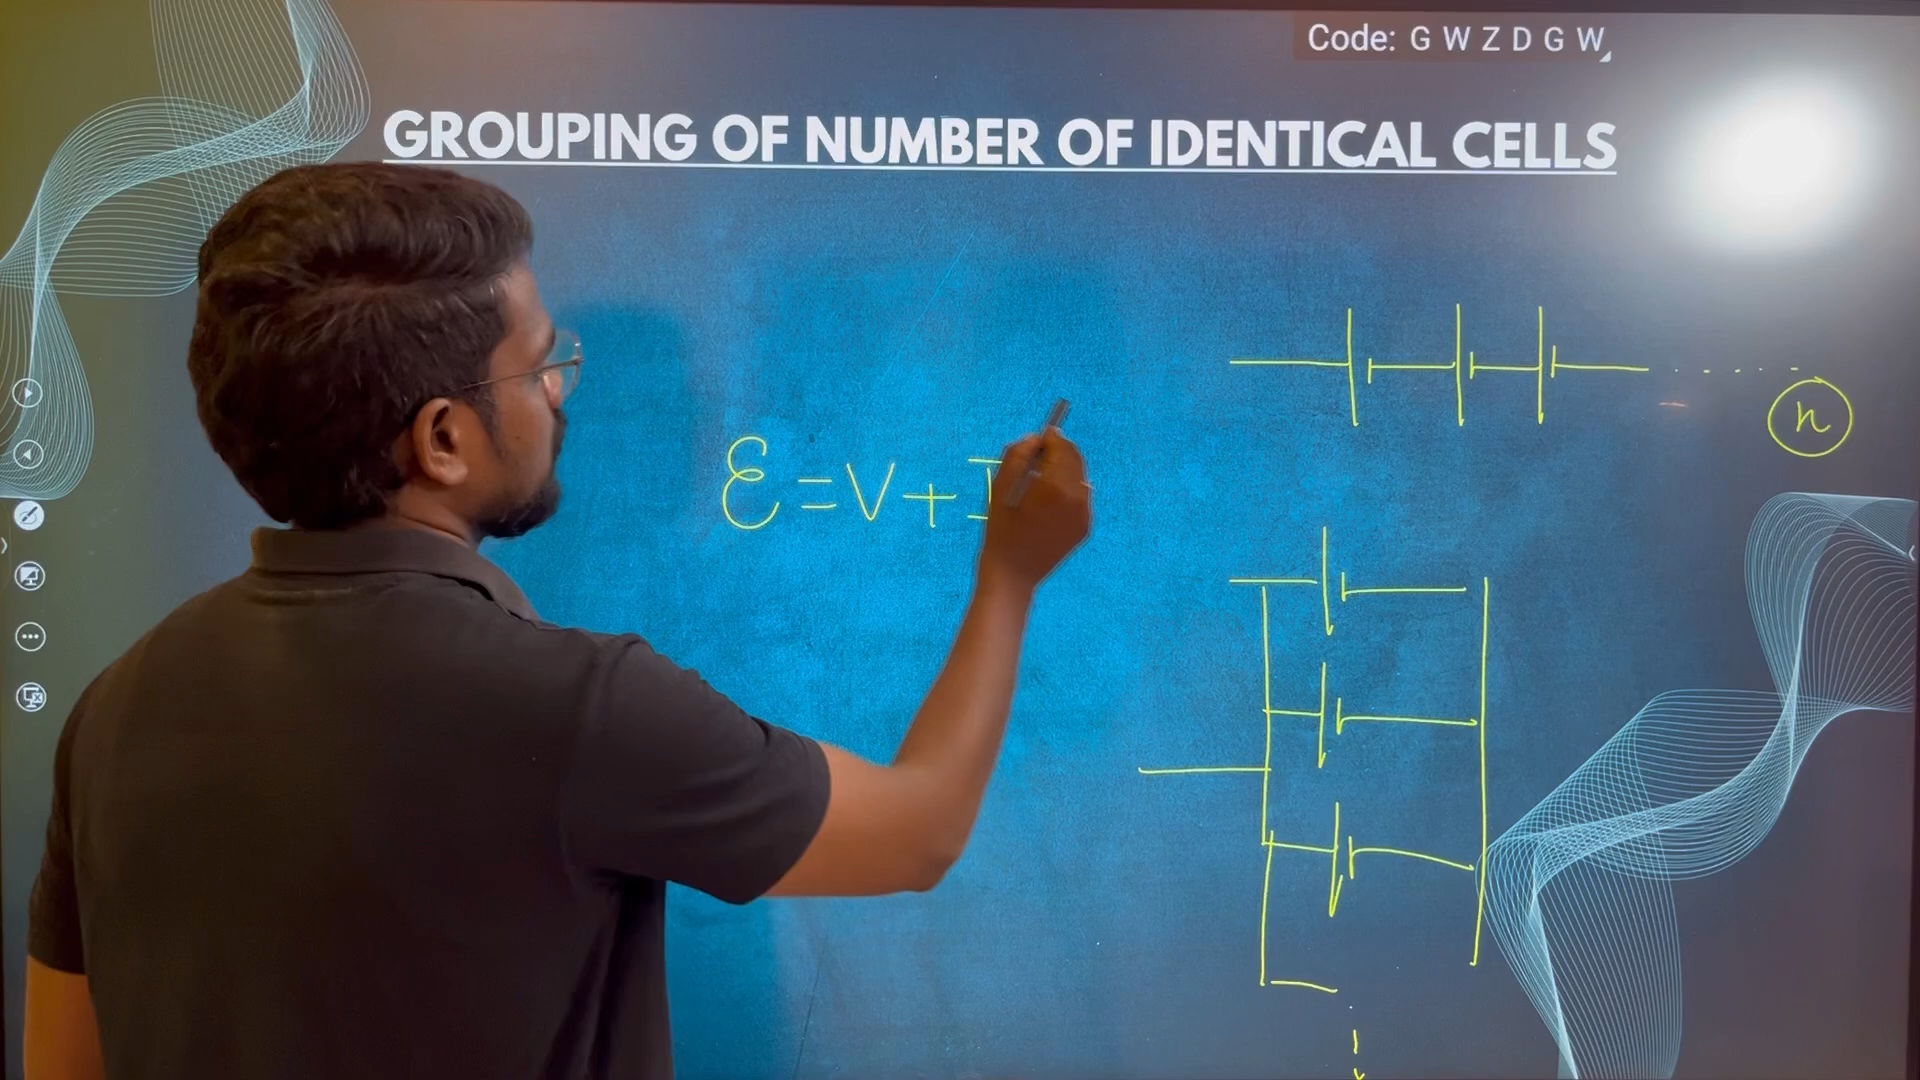 Code: G W Z D G W
GROUPING OF NUMBER OF IDENTICAL CELLS
n
ℰ = V + I